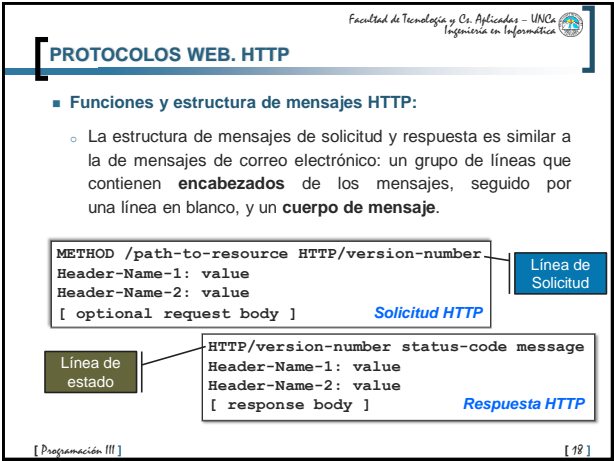 Facultad de Tecnología y Cs. Aplicadas – UNCa
Ingeniería en Informática
PROTOCOLOS WEB. HTTP
Funciones y estructura de mensajes HTTP:
La estructura de mensajes de solicitud y respuesta es similar a
la de mensajes de correo electrónico: un grupo de líneas que
contienen encabezados de los mensajes, seguido por
una línea en blanco, y un cuerpo de mensaje.
METHOD /path-to-resource HTTP/version-number
Header-Name-1: value
Header-Name-2: value
[ optional request body ] Solicitud HTTP
Línea de
Solicitud
HTTP/version-number status-code message
Header-Name-1: value
Header-Name-2: value
[ response body ] Respuesta HTTP
Línea de
estado
[ Programación III ]
[ 18 ]